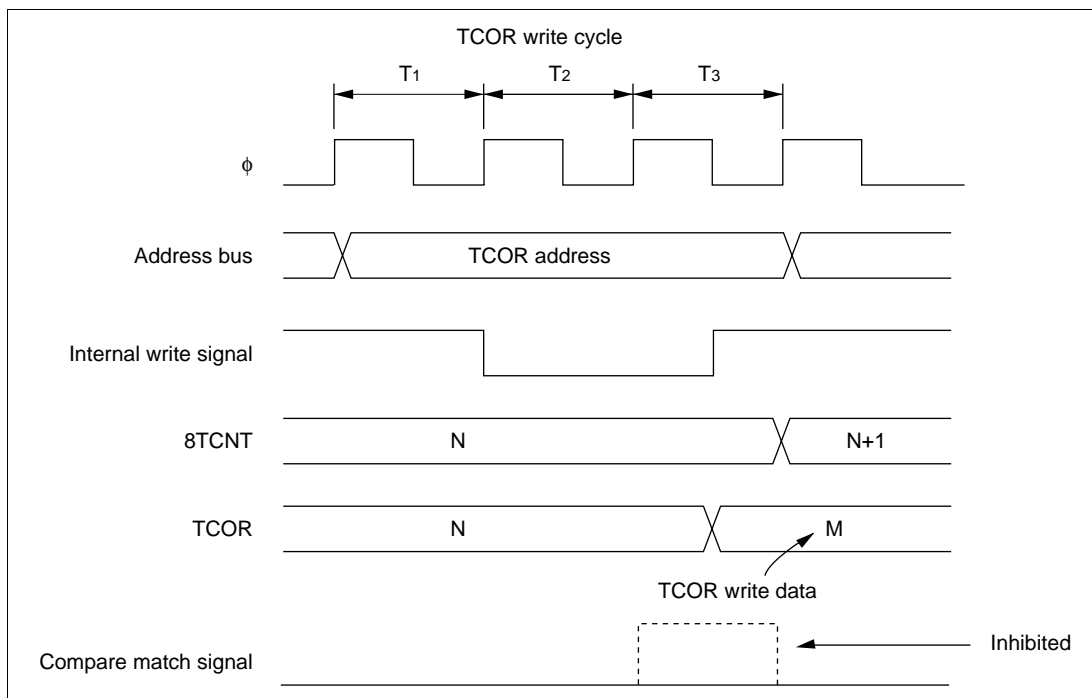 TCOR write cycle
T1 T2 T3
φ
Address bus TCOR address
Internal write signal
8TCNT N N+1
TCOR N M
TCOR write data
Compare match signal Inhibited